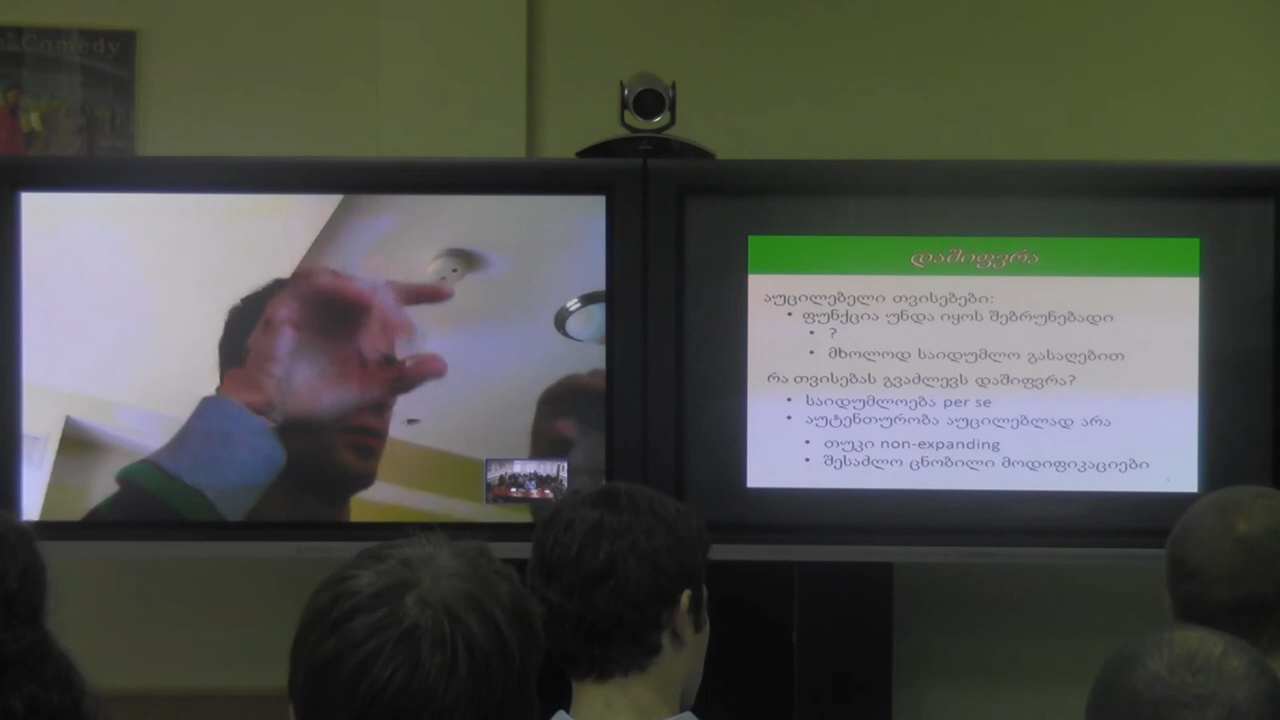 Comedy
დაშიფვრა
აუცილებელი თვისებები:
• ფუნქცია უნდა იყოს შებრუნებადი
• ?
• მხოლოდ საიდუმლო გასაღებით
რა თვისებას გვაძლევს დაშიფვრა?
• საიდუმლოება per se
• აუტენთურობა აუცილებლად არა
• თუკი non-expanding
• შესაძლო ცნობილი მოდიფიკაციები